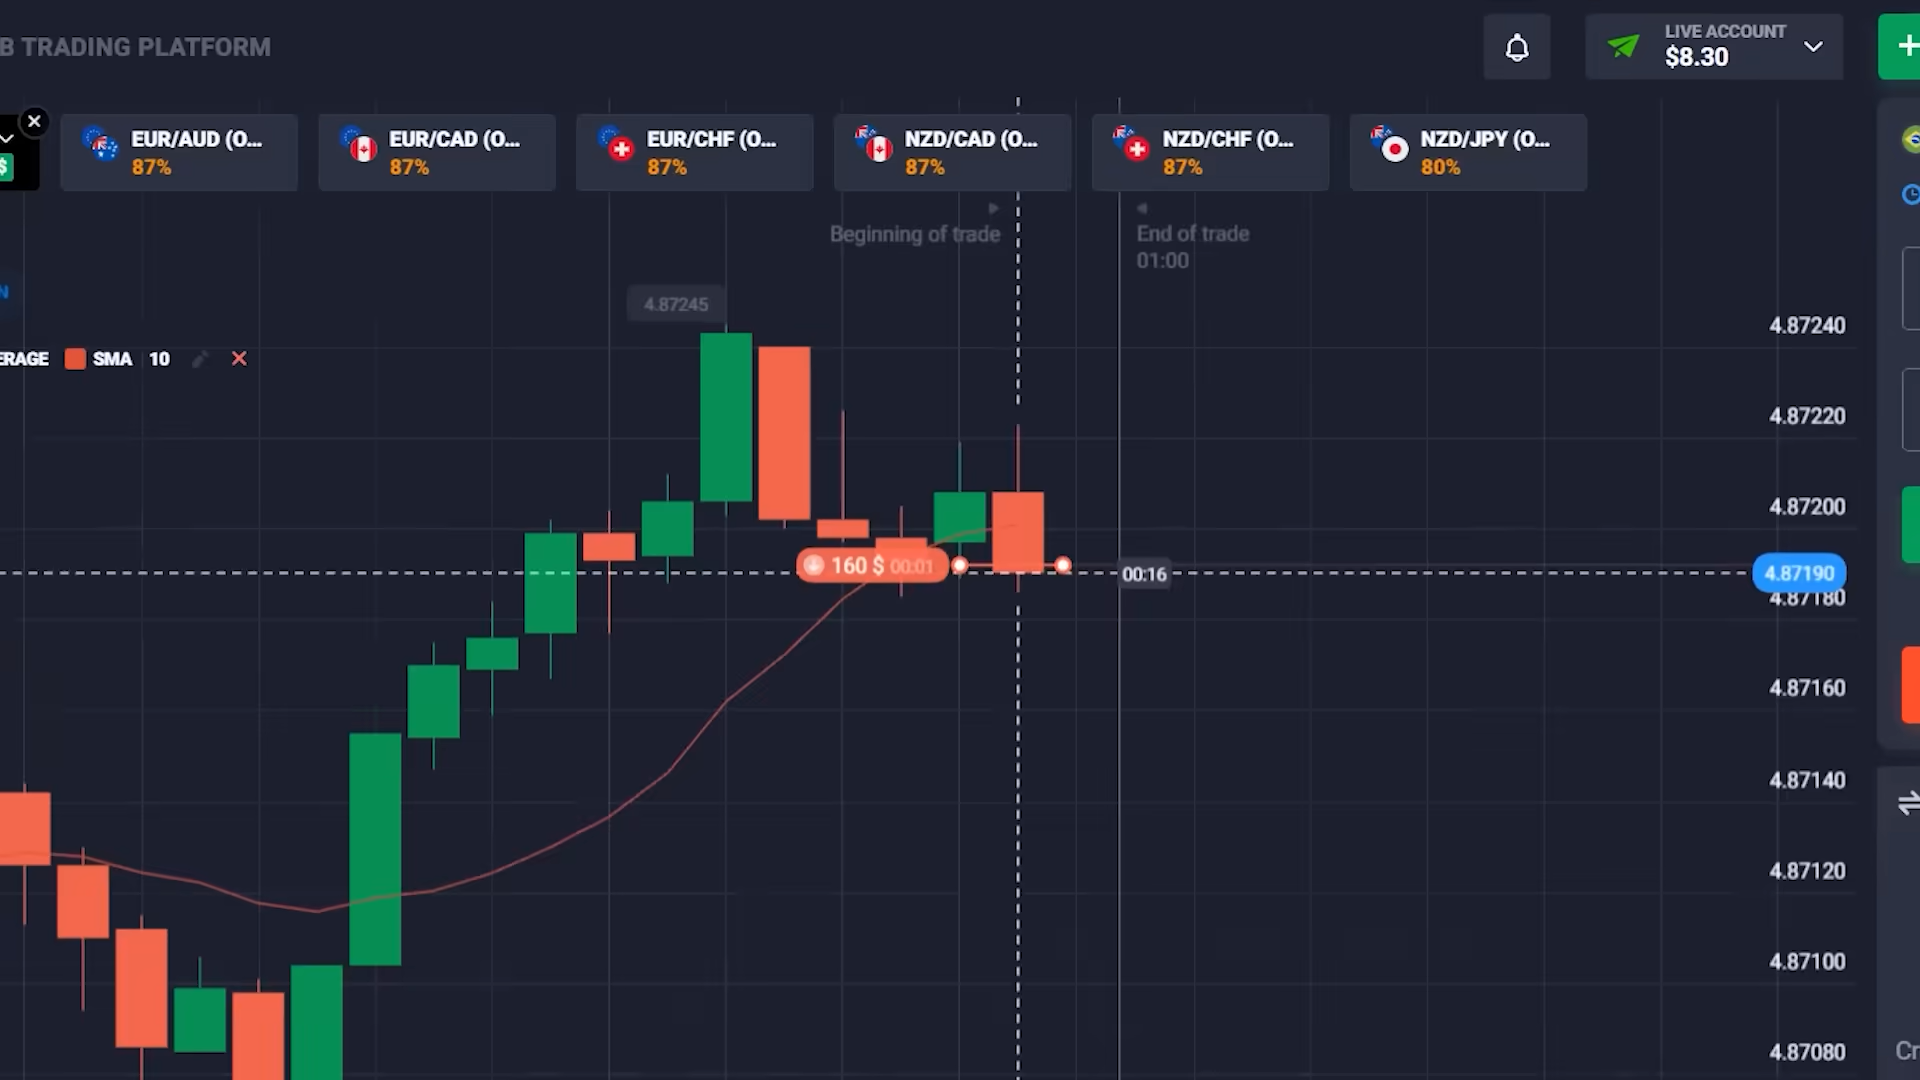 B TRADING PLATFORM
LIVE ACCOUNT
$8.30
EUR/AUD (O...
87%
EUR/CAD (O...
87%
EUR/CHF (O...
87%
NZD/CAD (O...
87%
NZD/CHF (O...
87%
NZD/JPY (O...
80%
$
Beginning of trade
End of trade
01:00
N
4.87245
4.87240
ERAGE SMA 10
4.87220
4.87200
160 $ 00:01
00:16
4.87190
4.87180
4.87160
4.87140
4.87120
4.87100
4.87080
Cr